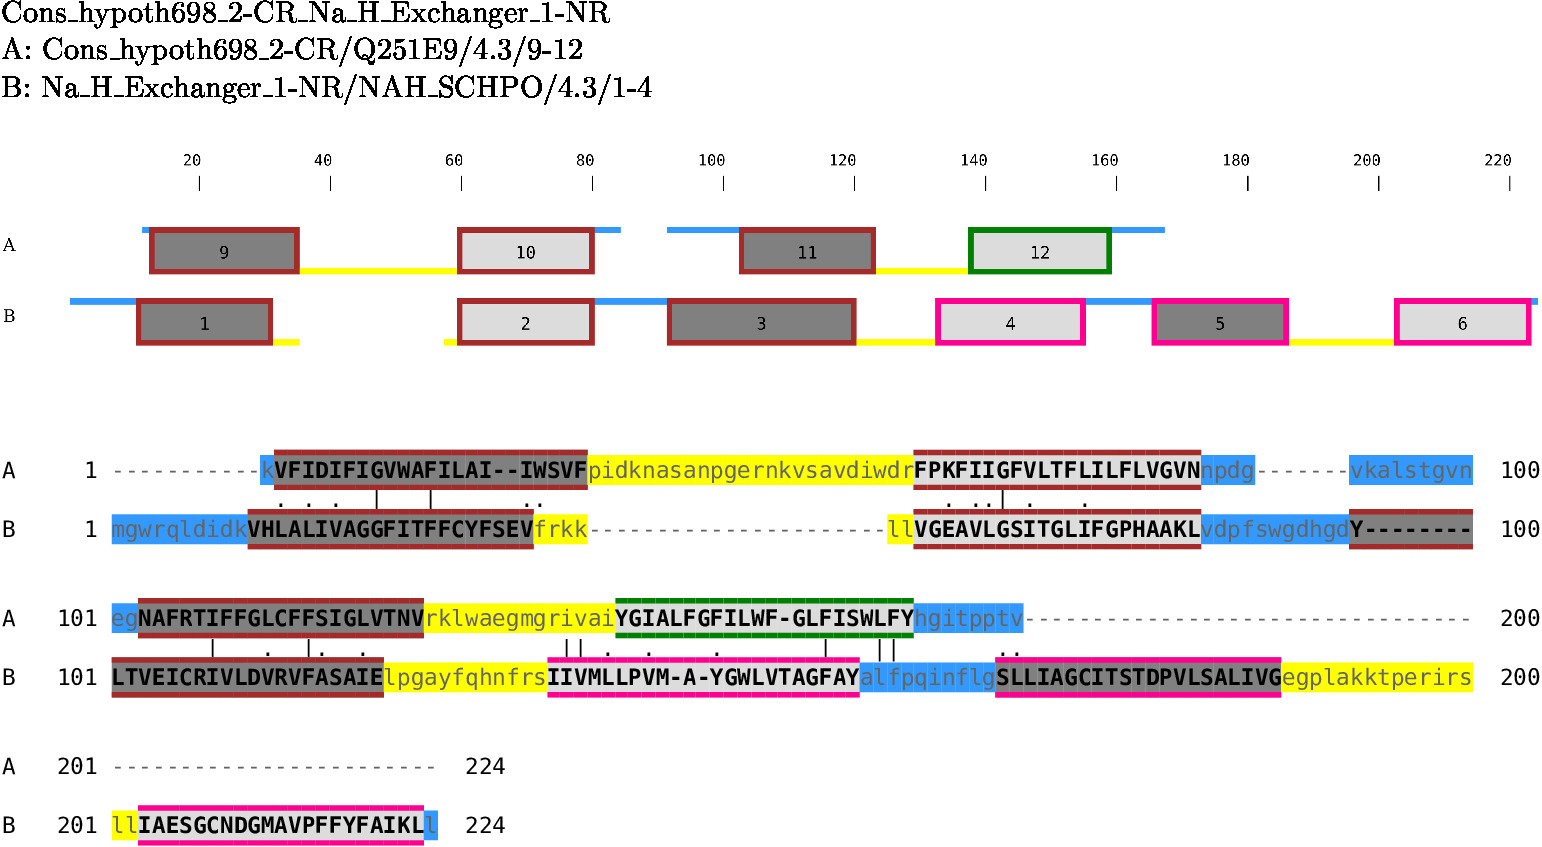 Cons_hypoth698_2-CR_Na_H_Exchanger_1-NR
A: Cons_hypoth698_2-CR/Q251E9/4.3/9-12
B: Na_H_Exchanger_1-NR/NAH_SCHPO/4.3/1-4
20 40 60 80 100 120 140 160 180 200 220
A 9 10 11 12
B 1 2 3 4 5 6
A 1 -----------kVFIDIFIGVWAFILAI--IWSVFpidknasanpgernkvsavdiwdrFPKFIIGFVLTFLILFLVGVNnpdg-------vkalstgvn 100
B 1 mgwrqldidkVHLALIVAGGFITFFCYFSEVfrkk----------------------llVGEAVLGSITGLIFGPHAAKLvdpfswgdhgdY-------- 100
A 101 egNAFRTIFFGLCFFSIGLVTNVrklwaegmgrivaiYGIALFGFILWF-GLFISWLFYhgitpptv--------------------------------- 200
B 101 LTVEICRIVLDVRVFASAIElpgayfqhnfrsIIVMLLPVM-A-YGWLVTAGFAYalfpqinflgSLLIAGCITSTDPVLSALIVGegplakktperirs 200
A 201 ------------------------ 224
B 201 llIAESGCNDGMAVPFFYFAIKLl 224